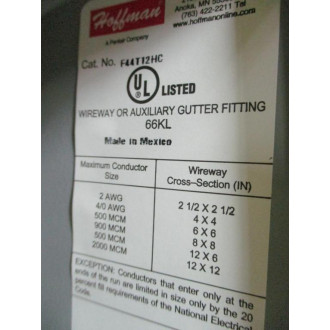 Hoffman
A Pentair Company
Anoka, MN
(763) 422-2211
www.hoffmanonline.com
Cat. No. F44T12HC
UL LISTED
WIREWAY OR AUXILIARY GUTTER FITTING
66KL
Made in Mexico
Maximum Conductor Size
Wireway Cross-Section (IN)
2 AWG 2 1/2 X 2 1/2
4/0 AWG 4 X 4
500 MCM 6 X 6
900 MCM 8 X 8
500 MCM 12 X 6
2000 MCM 12 X 12
EXCEPTION: Conductors that enter only at the
ends of the run are limited in size only by the 20
percent fill requirements of the National Electrical
Code.